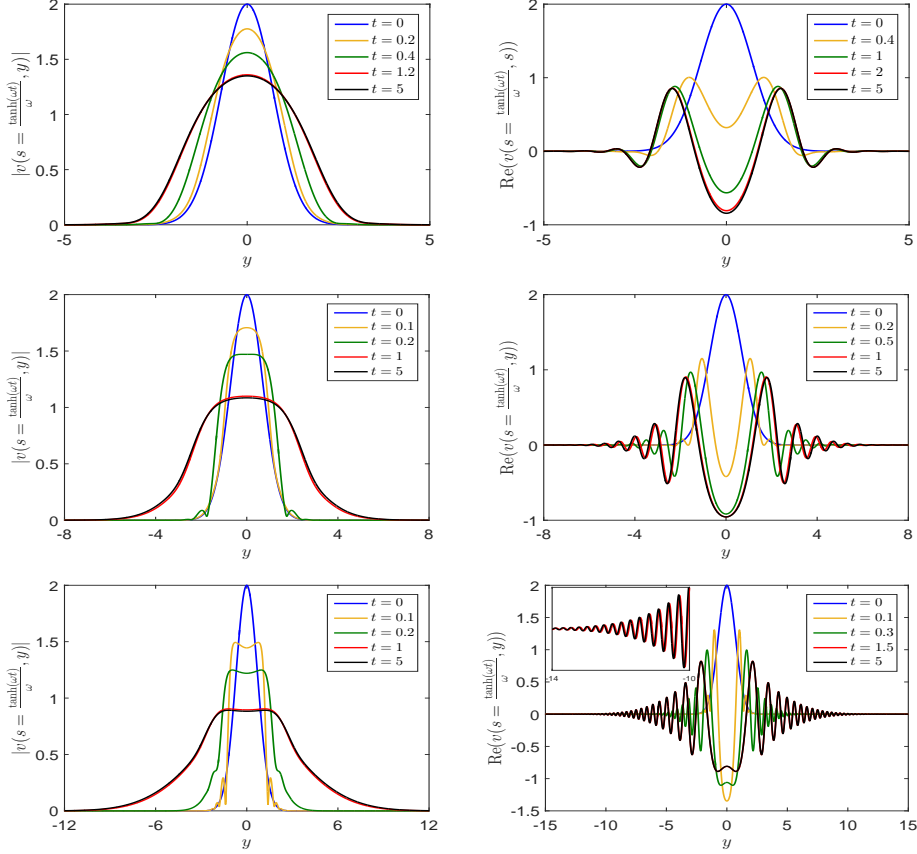 |v(s = tanh(ωt)/ω, y)|
2
1.5
1
0.5
0
-5
0
5
y
t = 0
t = 0.2
t = 0.4
t = 1.2
t = 5
Re(v(s = tanh(ωt)/ω, s))
2
1
0
-1
-5
0
5
y
t = 0
t = 0.4
t = 1
t = 2
t = 5
|v(s = tanh(ωt)/ω, y)|
2
1.5
1
0.5
0
-8
-4
0
4
8
y
t = 0
t = 0.1
t = 0.2
t = 1
t = 5
Re(v(s = tanh(ωt)/ω, y))
2
1
0
-1
-8
-4
0
4
8
y
t = 0
t = 0.2
t = 0.5
t = 1
t = 5
|v(s = tanh(ωt)/ω, y)|
2
1.5
1
0.5
0
-12
-6
0
6
12
y
t = 0
t = 0.1
t = 0.2
t = 1
t = 5
Re(v(s = tanh(ωt)/ω, y))
2
1.5
1
0.5
0
-0.5
-1
-1.5
-15
-10
-5
0
5
10
15
y
-14
-10
t = 0
t = 0.1
t = 0.3
t = 1.5
t = 5